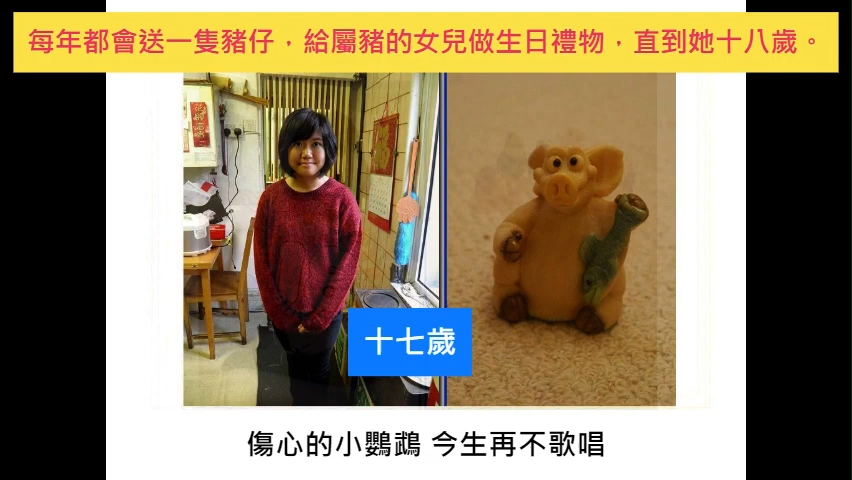 每年都會送一隻豬仔，給屬豬的女兒做生日禮物，直到她十八歲。
十七歲
傷心的小鸚鵡 今生再不歌唱